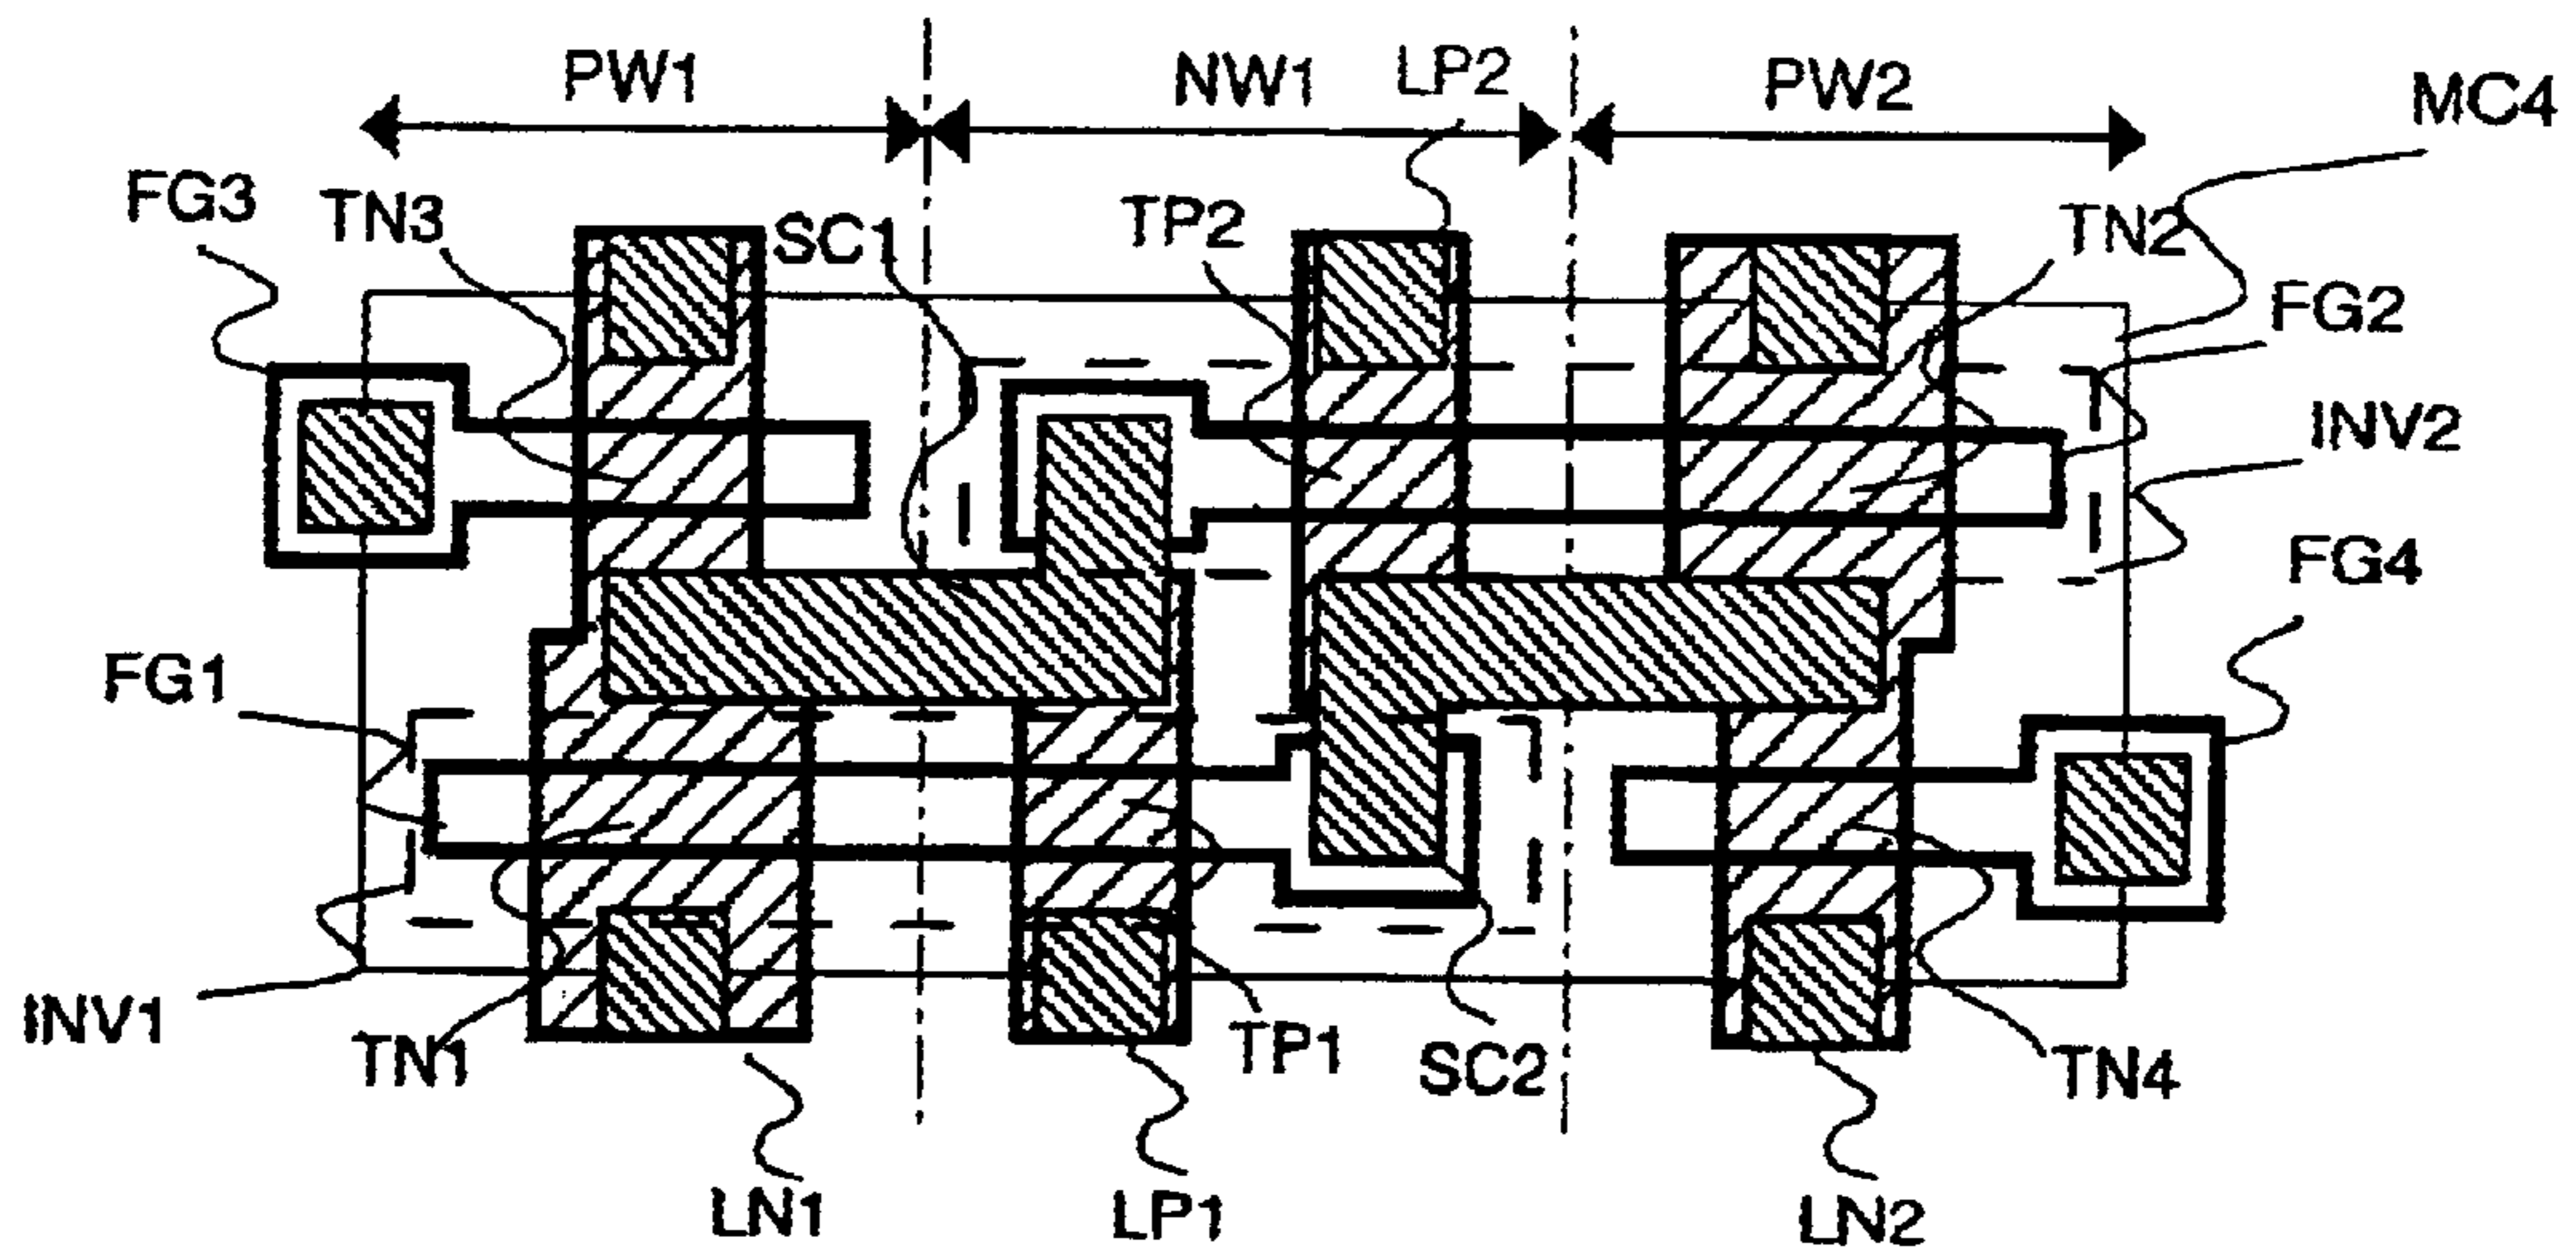 PW1
NW1
LP2
PW2
MC4
FG3
TN3
SC1
TP2
TN2
FG2
INV2
FG4
FG1
INV1
TN1
TP1
SC2
TN4
LN1
LP1
LN2